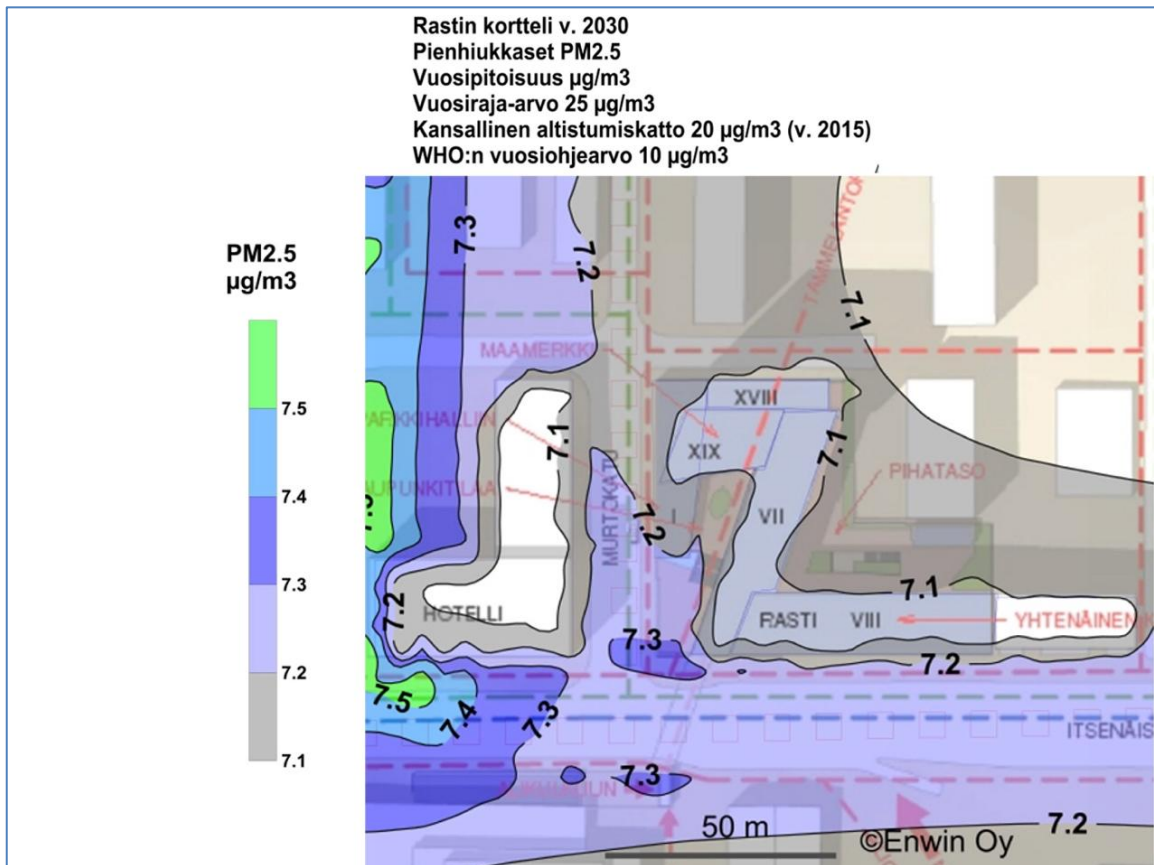 Rastin kortteli v. 2030
Pienhiukkaset PM2.5
Vuosipitoisuus µg/m3
Vuosiraja-arvo 25 µg/m3
Kansallinen altistumiskatto 20 µg/m3 (v. 2015)
WHO:n vuosiohjearvo 10 µg/m3
PM2.5
µg/m3
7.5
7.4
7.3
7.2
7.1
7.3
7.2
7.1
MAAMERKKI
XVIII
7.1
XIX
7.1
PIHATASO
7.2
I
VII
MURTOKATU
7.2
HOTELLI
7.1
7.3
RASTI VIII
YHTENÄINEN
7.2
7.5
7.4
7.3
ITSENÄIS
7.3
50 m
©Enwin Oy
7.2